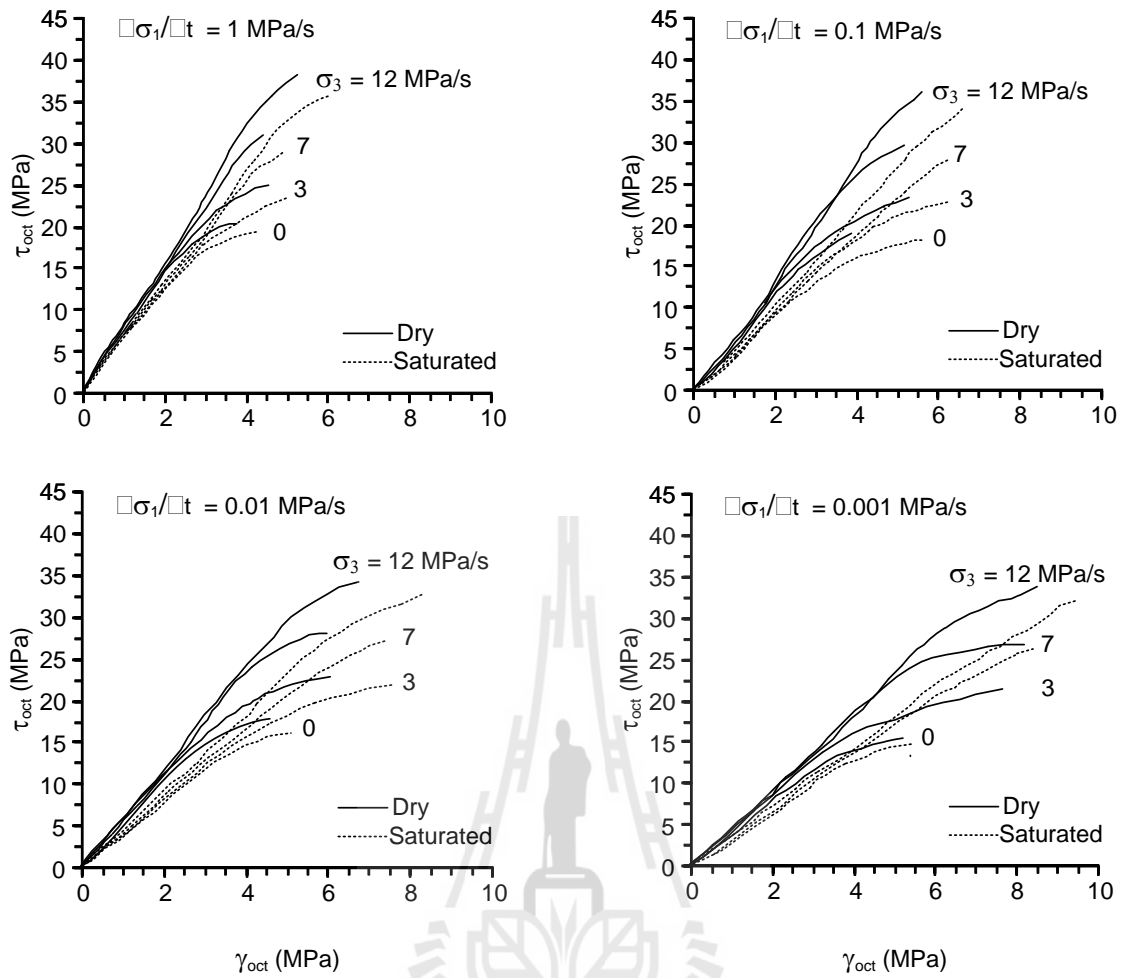 □σ₁/□t = 1 MPa/s
σ₃ = 12 MPa/s
7
3
0
Dry
Saturated
τoct (MPa)
45
40
35
30
25
20
15
10
5
0
0 2 4 6 8 10
□σ₁/□t = 0.1 MPa/s
σ₃ = 12 MPa/s
7
3
0
Dry
Saturated
τoct (MPa)
45
40
35
30
25
20
15
10
5
0
0 2 4 6 8 10
□σ₁/□t = 0.01 MPa/s
σ₃ = 12 MPa/s
7
3
0
Dry
Saturated
τoct (MPa)
45
40
35
30
25
20
15
10
5
0
0 2 4 6 8 10
γoct (MPa)
□σ₁/□t = 0.001 MPa/s
σ₃ = 12 MPa/s
7
3
0
Dry
Saturated
τoct (MPa)
45
40
35
30
25
20
15
10
5
0
0 2 4 6 8 10
γoct (MPa)